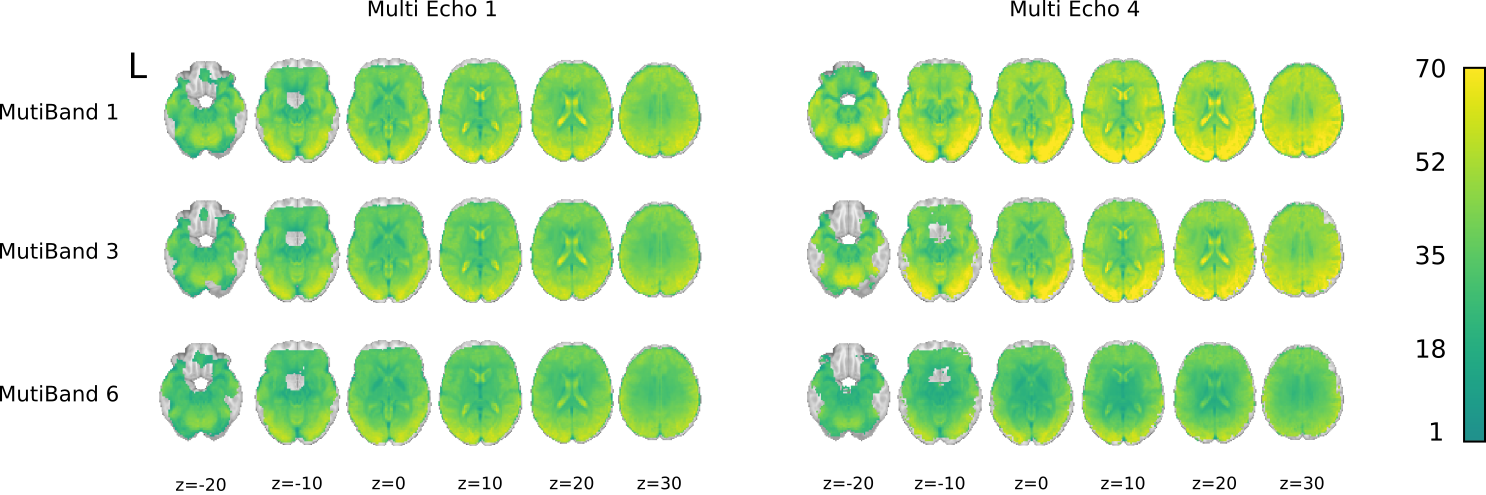 Multi Echo 1
Multi Echo 4
L
70
MutiBand 1
52
MutiBand 3
35
18
MutiBand 6
1
z=-20 z=-10 z=0 z=10 z=20 z=30
z=-20 z=-10 z=0 z=10 z=20 z=30